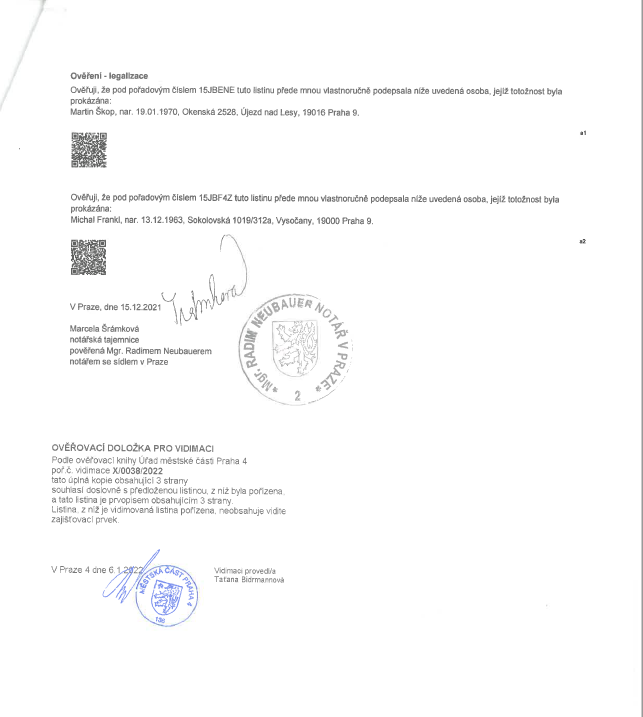 Ověření - legalizace
Ověřuji, že pod pořadovým číslem 15JBENE tuto listinu přede mnou vlastnoručně podepsala níže uvedená osoba, jejíž totožnost byla
prokázána:
Martin Škop, nar. 19.01.1970, Okenská 2528, Újezd nad Lesy, 19016 Praha 9.
a1
Ověřuji, že pod pořadovým číslem 15JBF4Z tuto listinu přede mnou vlastnoručně podepsala níže uvedená osoba, jejíž totožnost byla
prokázána:
Michal Frankl, nar. 13.12.1963, Sokolovská 1019/312a, Vysočany, 19000 Praha 9.
a2
V Praze, dne 15.12.2021
Šrámková
Marcela Šrámková
notářská tajemnice
pověřená Mgr. Radimem Neubauerem
notářem se sídlem v Praze
Mgr. RADIM NEUBAUER NOTÁŘ V PRAZE
2
OVĚŘOVACÍ DOLOŽKA PRO VIDIMACI
Podle ověřovací knihy Úřad městské části Praha 4
poř.č. vidimace X/0038/2022
tato úplná kopie obsahující 3 strany
souhlasí doslovně s předloženou listinou, z níž byla pořízena,
a tato listina je prvopisem obsahujícím 3 strany.
Listina, z níž je vidimovaná listina pořízena, neobsahuje viditelný
zajišťovací prvek.
V Praze 4 dne 6.1.2022
Vidimaci provedl/a
Taťana Bidrmannová
MĚSTSKÁ ČÁST PRAHA 4
136